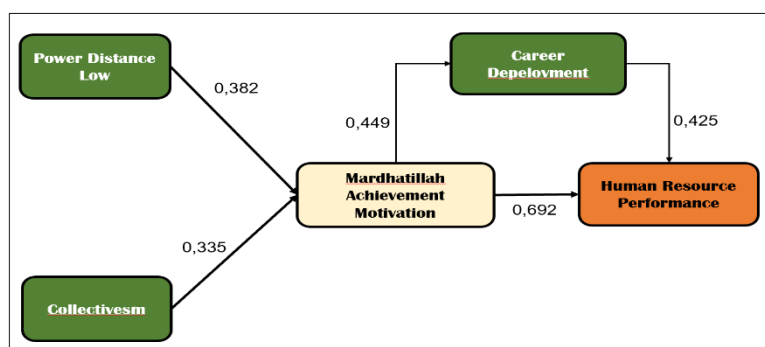 Power Distance
Low
Career
Depelovment
0,382
0,449
0,425
Mardhatillah
Achievement
Motivation
Human Resource
Performance
0,692
0,335
Collectivesm